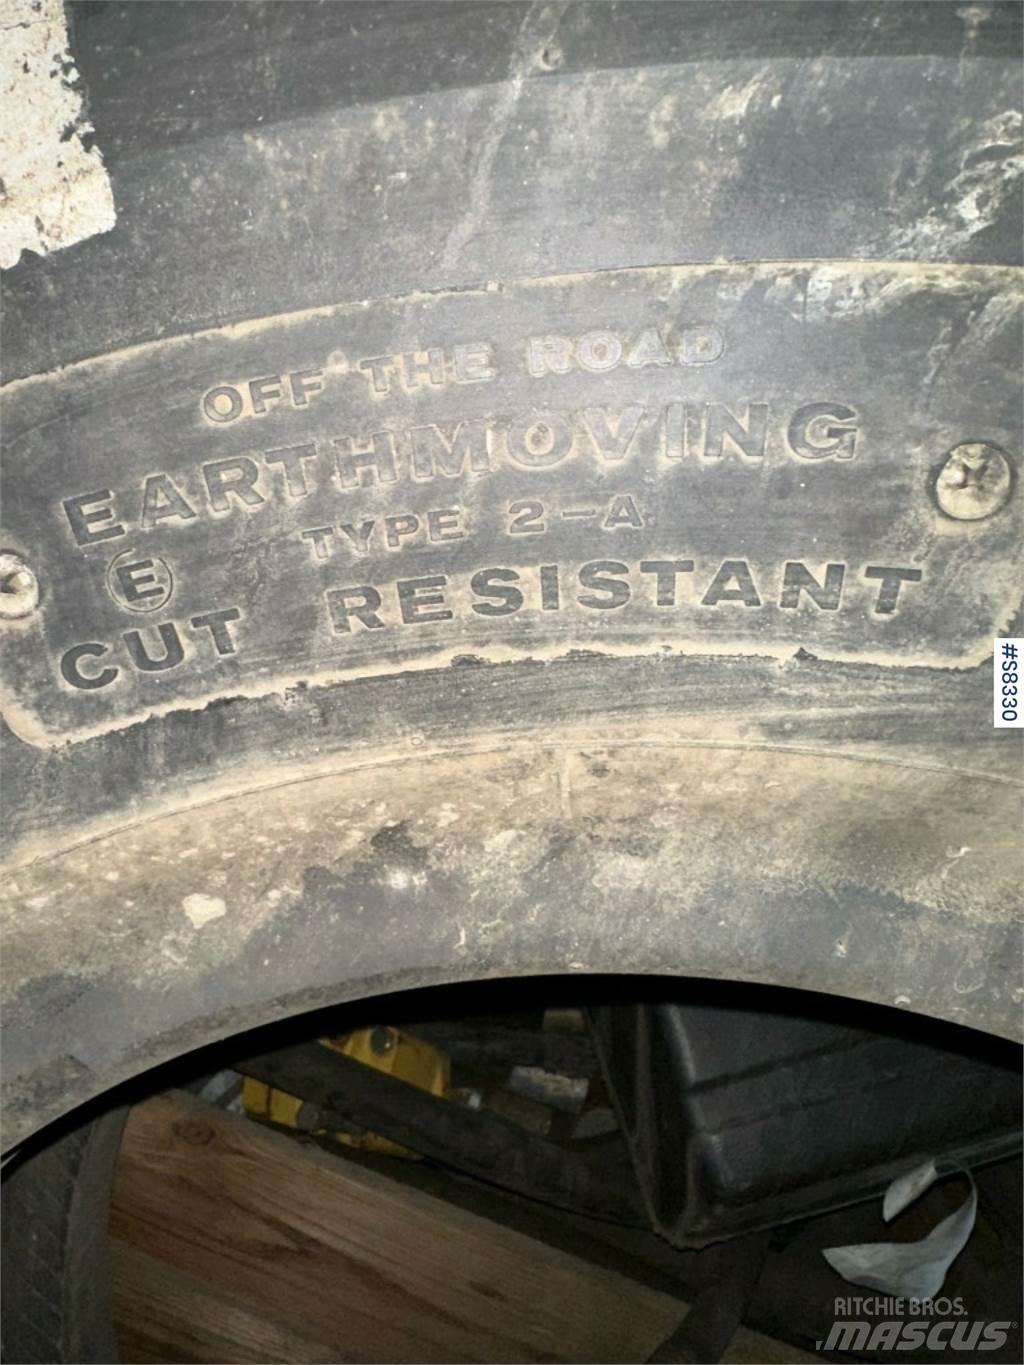 OFF THE ROAD
EARTHMOVING
TYPE 2-A
E
CUT RESISTANT
#S8330
RITCHIE BROS.
MASCUS